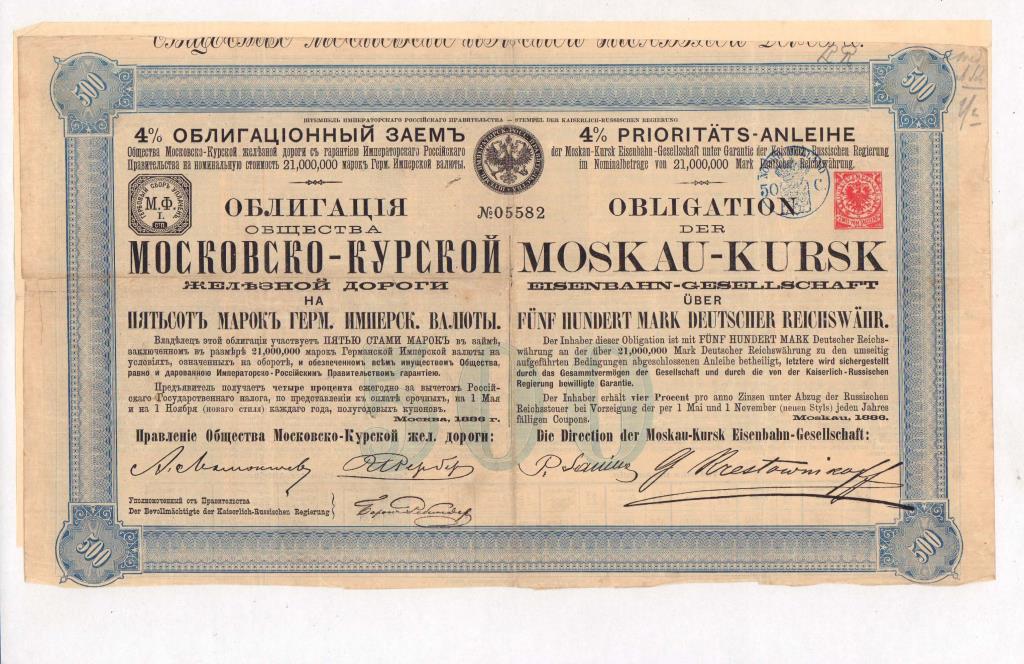 500
500
ШТЕМПЕЛЬ ИМПЕРАТОРСКАГО РОССІЙСКАГО ПРАВИТЕЛЬСТВА – STEMPEL DER KAISERLICH-RUSSISCHEN REGIERUNG
4% ОБЛИГАЦІОННЫЙ ЗАЕМЪ
Общества Московско-Курской желѣзной дороги съ гарантіею Императорскаго Россійскаго
Правительства на номинальную стоимость 21,000,000 марокъ Герм. Имперской валюты.
М.Ф.
I.
СТП
ОБЛИГАЦІЯ
ОБЩЕСТВА
МОСКОВСКО-КУРСКОЙ
ЖЕЛѢЗНОЙ ДОРОГИ
НА
ПЯТЬСОТЪ МАРОКЪ ГЕРМ. ИМПЕРСК. ВАЛЮТЫ.
Владѣлецъ этой облигаціи участвуетъ ПЯТЬЮ СТАМИ МАРОКЪ въ займѣ,
заключенномъ въ размѣрѣ 21,000,000 марокъ Германской Имперской валюты на
условіяхъ, означенныхъ на оборотѣ, и обезпеченномъ всѣмъ имуществомъ Общества,
равно и дарованною Императорско-Россійскимъ Правительствомъ гарантіею.
Предъявитель получаетъ четыре процента ежегодно за вычетомъ Россій-
скаго Государственнаго налога, по представленіи къ оплатѣ срочныхъ, на 1 Мая
и на 1 Ноября (новаго стиля) каждаго года, полугодовыхъ купоновъ.
Москва, 1886 г.
Правленіе Общества Московско-Курской жел. дороги:
Уполномоченный отъ Правительства
Der Bevollmächtigte der Kaiserlich-Russischen Regierung
№05582
4% PRIORITÄTS-ANLEIHE
der Moskau-Kursk Eisenbahn-Gesellschaft unter Garantie der Kaiserlich Russischen Regierung
im Nominalbetrage von 21,000,000 Mark Deutscher Reichswährung.
50 C.
OBLIGATION
DER
MOSKAU-KURSK
EISENBAHN-GESELLSCHAFT
ÜBER
FÜNF HUNDERT MARK DEUTSCHER REICHSWÄHR.
Der Inhaber dieser Obligation ist mit FÜNF HUNDERT MARK Deutscher Reichs-
währung an der über 21,000,000 Mark Deutscher Reichswährung zu den umseitig
aufgeführten Bedingungen abgeschlossenen Anleihe betheiligt, letztere wird sichergestellt
durch das Gesammtvermögen der Gesellschaft und durch die von der Kaiserlich-Russischen
Regierung bewilligte Garantie.
Der Inhaber erhält vier Procent pro anno Zinsen unter Abzug der Russischen
Reichssteuer bei Vorzeigung der per 1 Mai und 1 November (neuen Styls) jeden Jahres
fälligen Coupons.
Moskau, 1886.
Die Direction der Moskau-Kursk Eisenbahn-Gesellschaft:
500
500
500